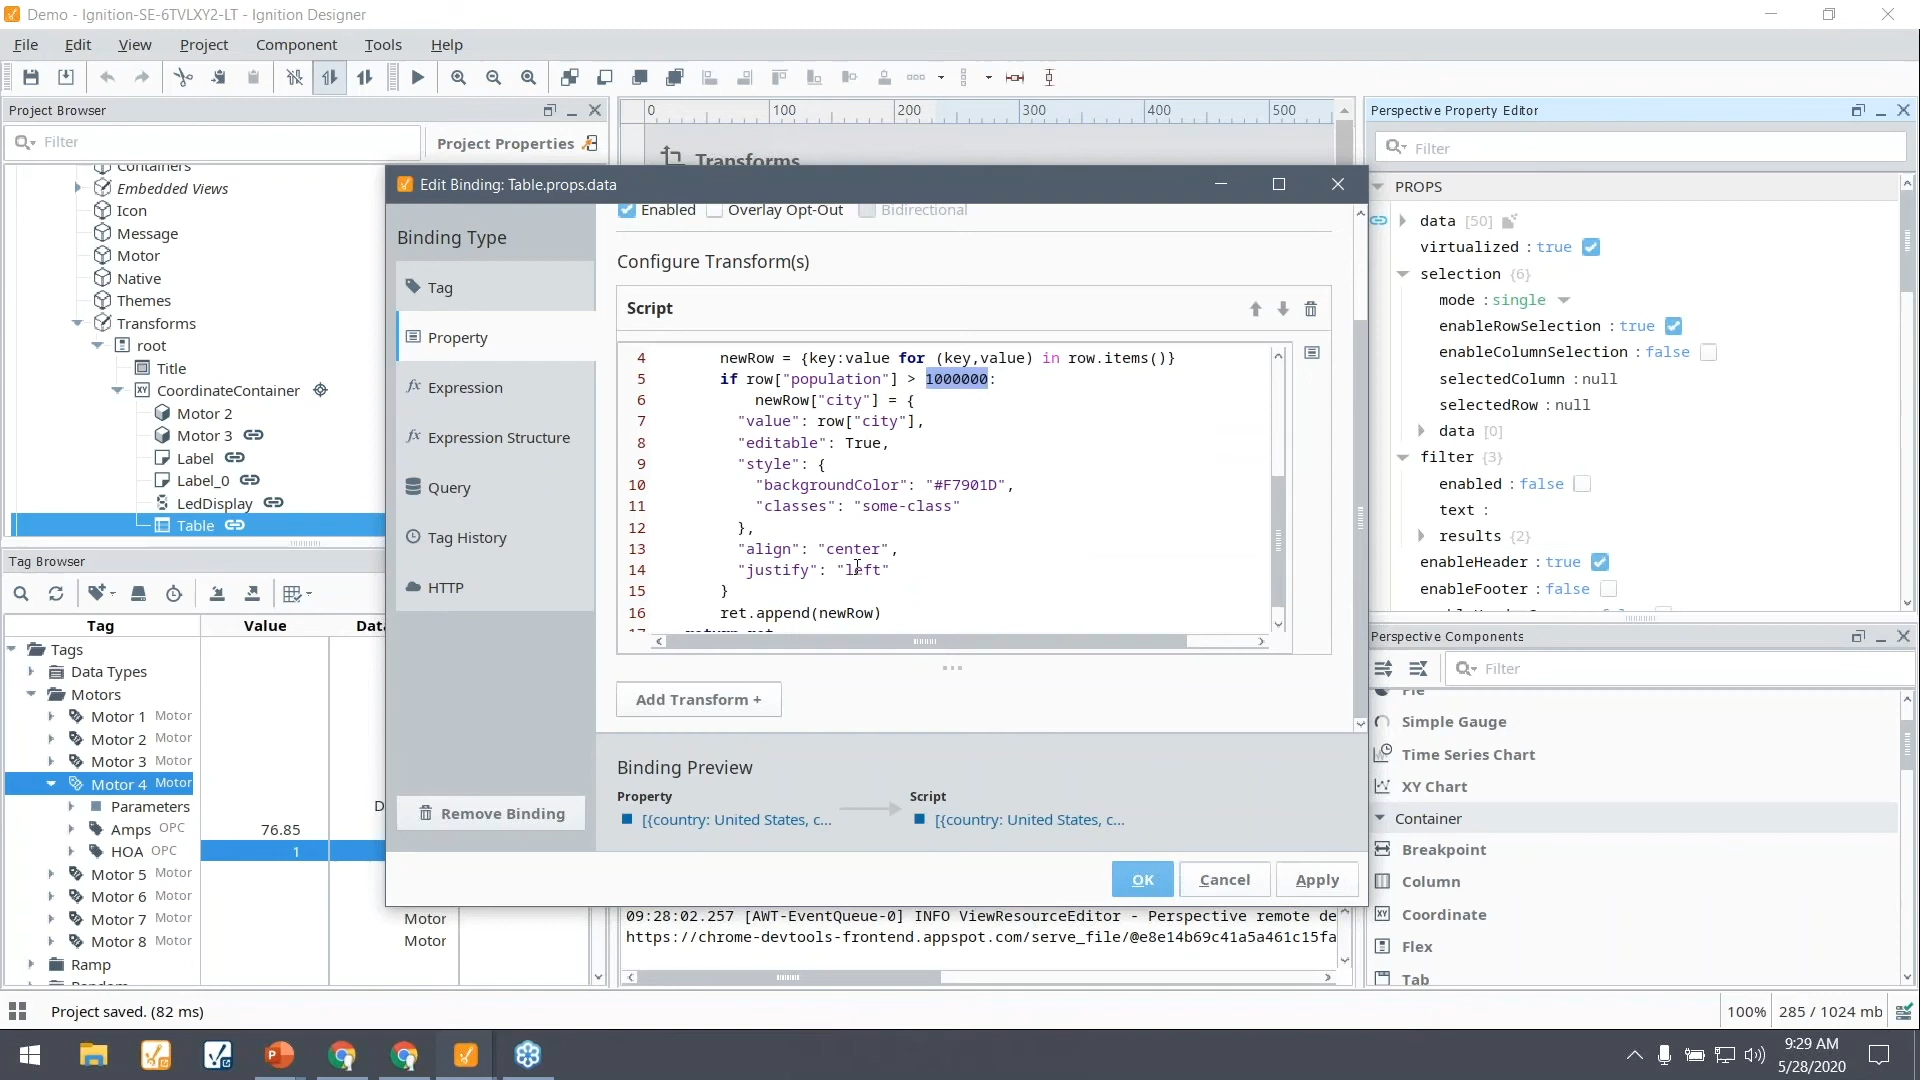 Demo - Ignition-SE-6TVLXY2-LT - Ignition Designer
File Edit View Project Component Tools Help
Project Browser
Filter
Project Properties
Containers
Embedded Views
Icon
Message
Motor
Native
Themes
Transforms
root
Title
CoordinateContainer
Motor 2
Motor 3
Label
Label_0
LedDisplay
Table
Tag Browser
Tag Value
Tags
Data Types
Motors
Motor 1 Motor
Motor 2 Motor
Motor 3 Motor
Motor 4 Motor
Parameters
Amps OPC 76.85
HOA OPC 1
Motor 5 Motor
Motor 6 Motor
Motor 7 Motor Motor
Motor 8 Motor Motor
Ramp
0 100 200 300 400 500
Transforms
Edit Binding: Table.props.data
Binding Type
Tag
Property
Expression
Expression Structure
Query
Tag History
HTTP
Remove Binding
Enabled Overlay Opt-Out Bidirectional
Configure Transform(s)
Script
4 newRow = {key:value for (key,value) in row.items()}
5 if row["population"] > 1000000:
6 newRow["city"] = {
7 "value": row["city"],
8 "editable": True,
9 "style": {
10 "backgroundColor": "#F7901D",
11 "classes": "some-class"
12 },
13 "align": "center",
14 "justify": "left"
15 }
16 ret.append(newRow)
Add Transform +
Binding Preview
Property Script
[{country: United States, c... [{country: United States, c...
OK Cancel Apply
09:28:02.257 [AWT-EventQueue-0] INFO ViewResourceEditor - Perspective remote de
https://chrome-devtools-frontend.appspot.com/serve_file/@e8e14b69c41a5a461c15fa
Perspective Property Editor
Filter
PROPS
data [50]
virtualized : true
selection {6}
mode : single
enableRowSelection : true
enableColumnSelection : false
selectedColumn : null
selectedRow : null
data [0]
filter {3}
enabled : false
text :
results {2}
enableHeader : true
enableFooter : false
Perspective Components
Filter
Pie
Simple Gauge
Time Series Chart
XY Chart
Container
Breakpoint
Column
Coordinate
Flex
Tab
Project saved. (82 ms)
100% 285 / 1024 mb
9:29 AM
5/28/2020